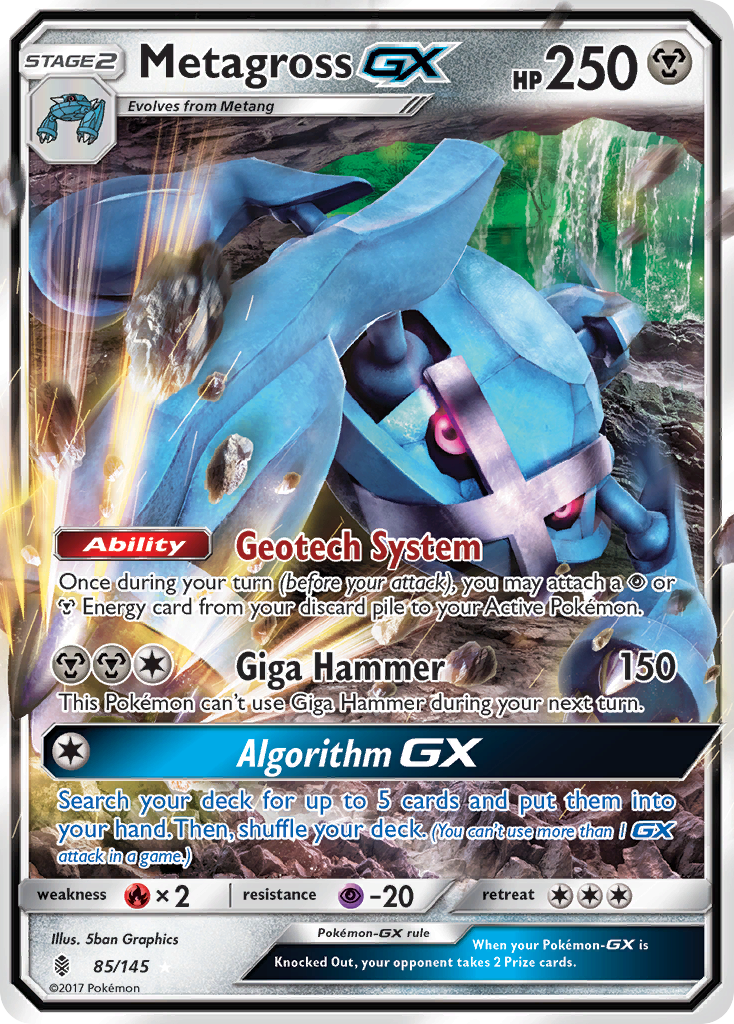 STAGE 2 Metagross GX HP 250
Evolves from Metang
Ability Geotech System
Once during your turn (before your attack), you may attach a or
Energy card from your discard pile to your Active Pokémon.
Giga Hammer 150
This Pokémon can't use Giga Hammer during your next turn.
Algorithm GX
Search your deck for up to 5 cards and put them into
your hand. Then, shuffle your deck. (You can't use more than 1 GX
attack in a game.)
weakness × 2 resistance -20 retreat
Illus. 5ban Graphics
85/145
©2017 Pokémon
Pokémon-GX rule
When your Pokémon-GX is
Knocked Out, your opponent takes 2 Prize cards.